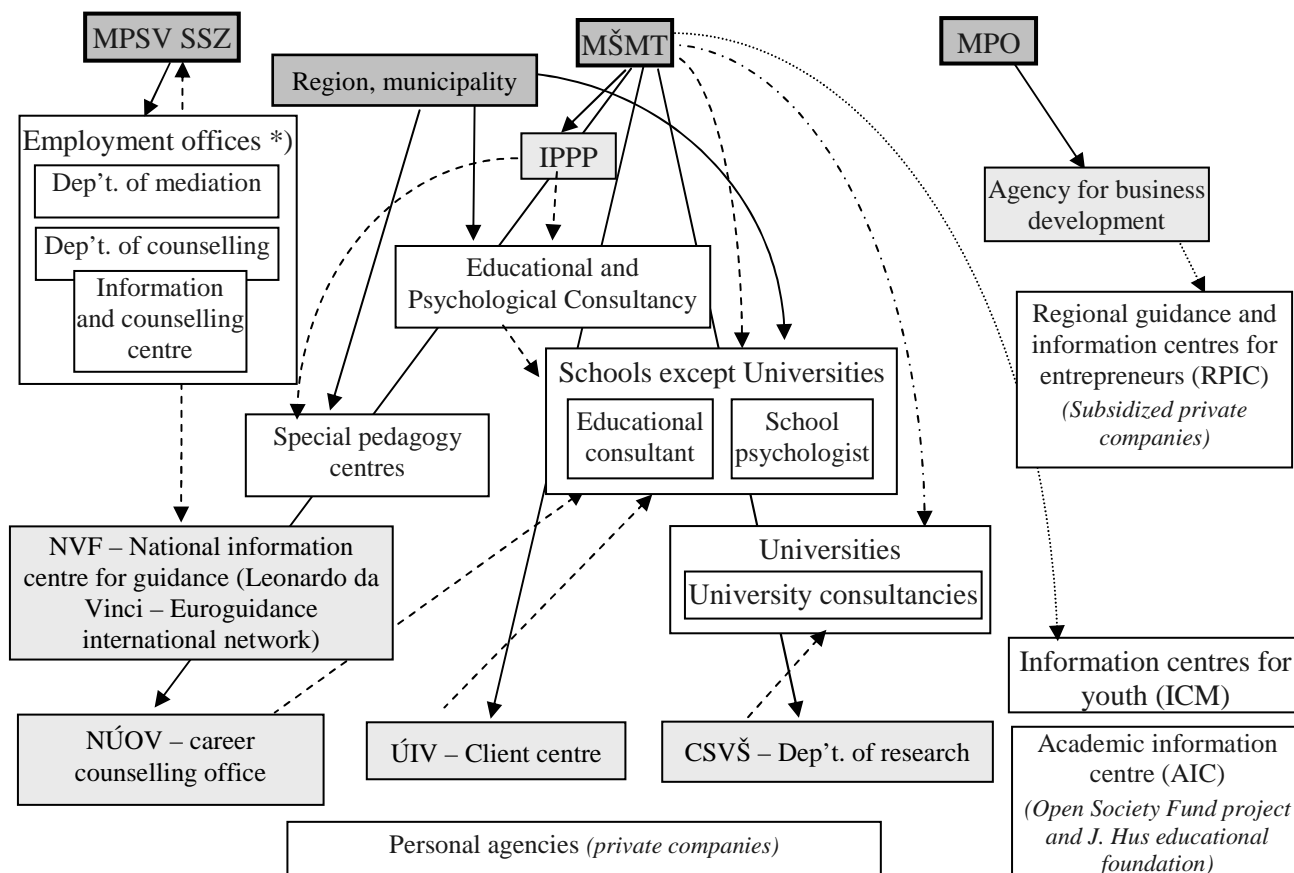 MPSV SSZ
MŠMT
MPO
Region, municipality
Employment offices *)
Dep’t. of mediation
Dep’t. of counselling
Information
and counselling
centre
IPPP
Agency for business
development
Educational and
Psychological Consultancy
Regional guidance and
information centres for
entrepreneurs (RPIC)
(Subsidized private
companies)
Schools except Universities
Educational
consultant
School
psychologist
Special pedagogy
centres
NVF – National information
centre for guidance (Leonardo da
Vinci – Euroguidance
international network)
Universities
University consultancies
Information centres for
youth (ICM)
NÚOV – career
counselling office
ÚIV – Client centre
CSVŠ – Dep’t. of research
Academic information
centre (AIC)
(Open Society Fund project
and J. Hus educational
foundation)
Personal agencies (private companies)